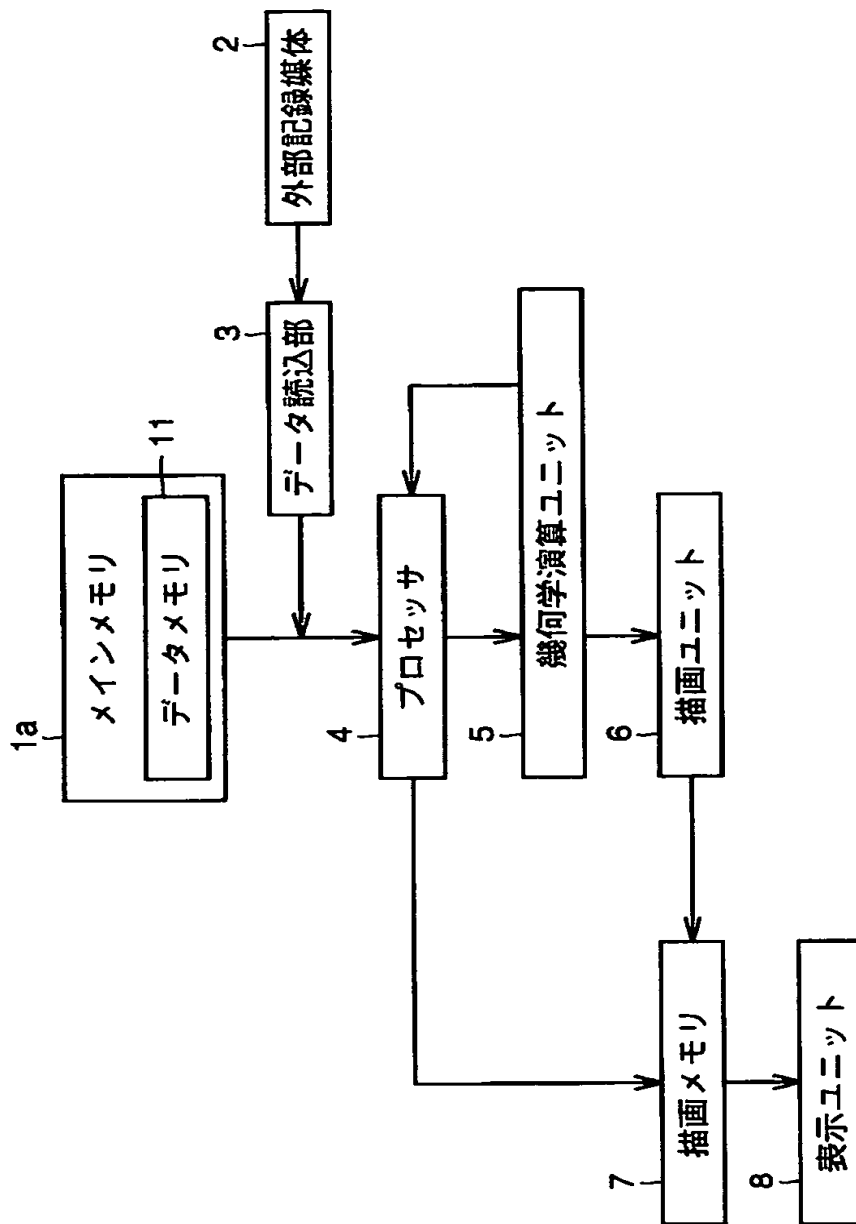 1a
メインメモリ
データメモリ
11
2
外部記録媒体
3
データ読込部
4
プロセッサ
5
幾何学演算ユニット
6
描画ユニット
7
描画メモリ
8
表示ユニット